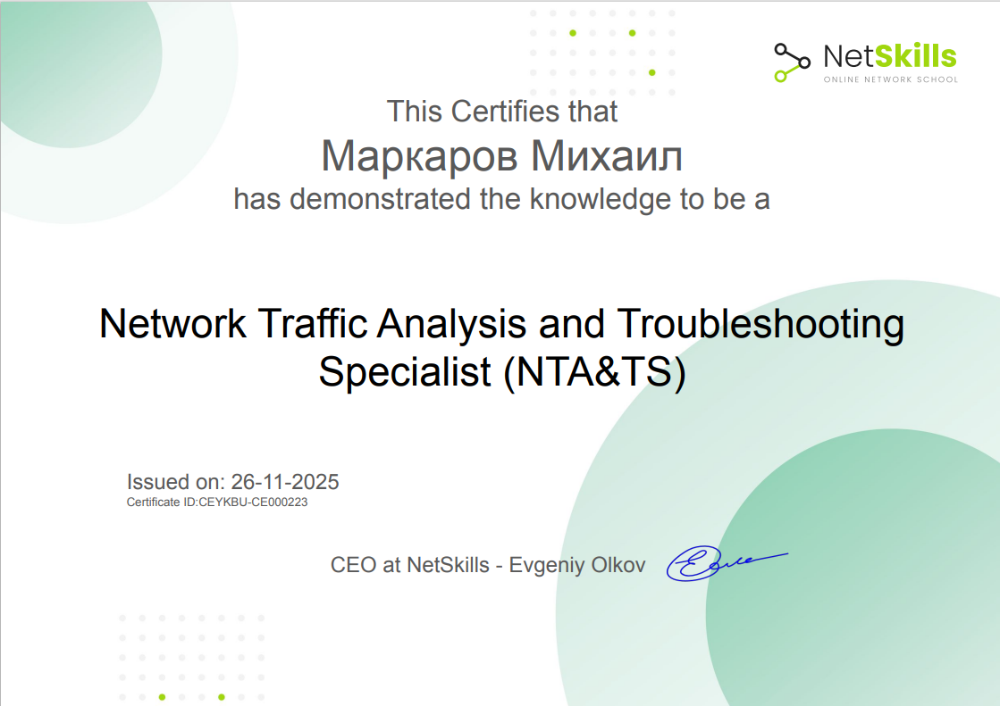 NetSkills
ONLINE NETWORK SCHOOL
This Certifies that
Маркаров Михаил
has demonstrated the knowledge to be a
Network Traffic Analysis and Troubleshooting
Specialist (NTA&TS)
Issued on: 26-11-2025
Certificate ID:CEYKBU-CE000223
CEO at NetSkills - Evgeniy Olkov